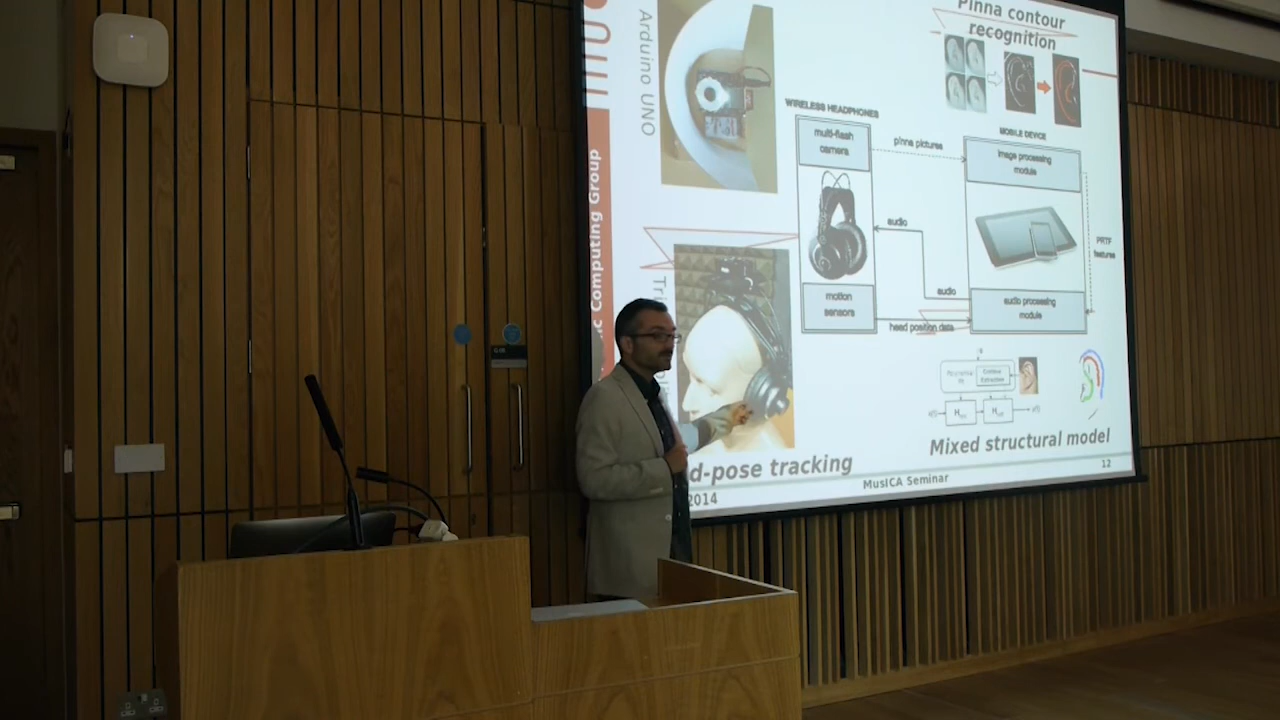 Pinna contour
recognition
Arduino UNO
WIRELESS HEADPHONES
multi-flash
camera
pinna pictures
MOBILE DEVICE
image processing
module
audio
PRTF
features
audio
motion
sensors
audio processing
module
head position data
Computing Group
Contour
Extraction
Mixed structural model
d-pose tracking
2014
MusICA Seminar
12